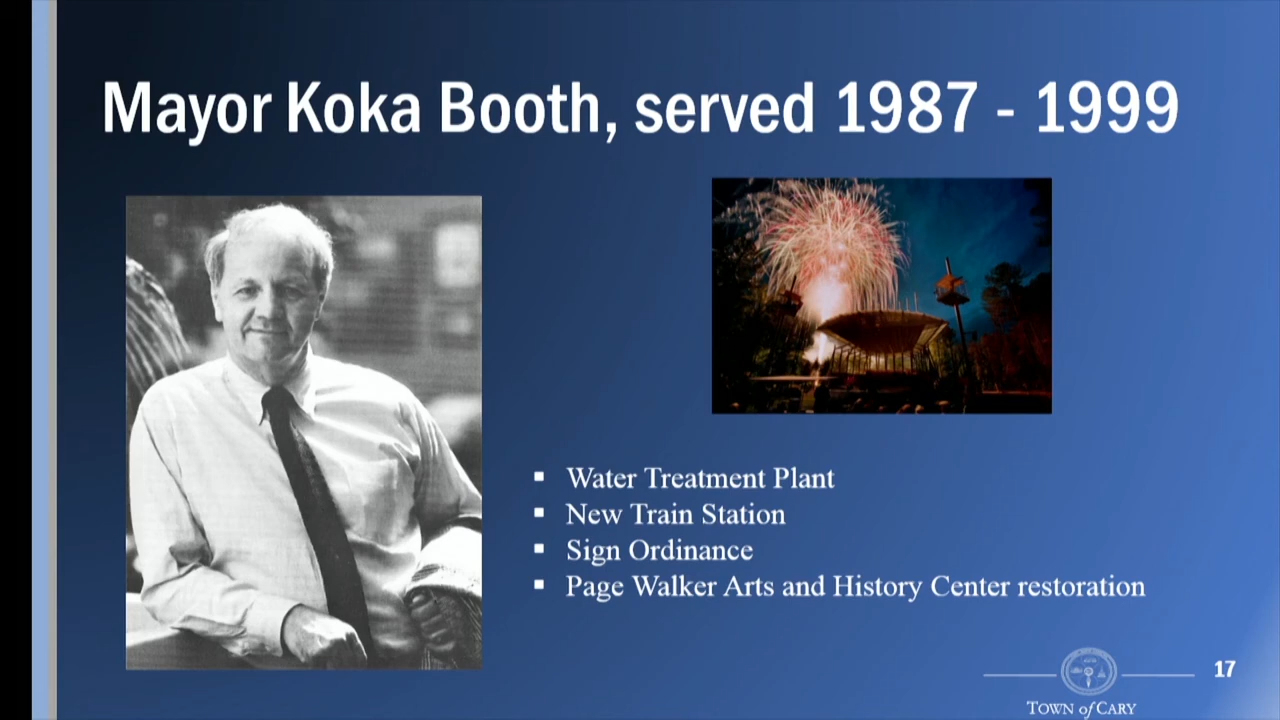 Mayor Koka Booth, served 1987 - 1999
Water Treatment Plant
New Train Station
Sign Ordinance
Page Walker Arts and History Center restoration
17
TOWN of CARY